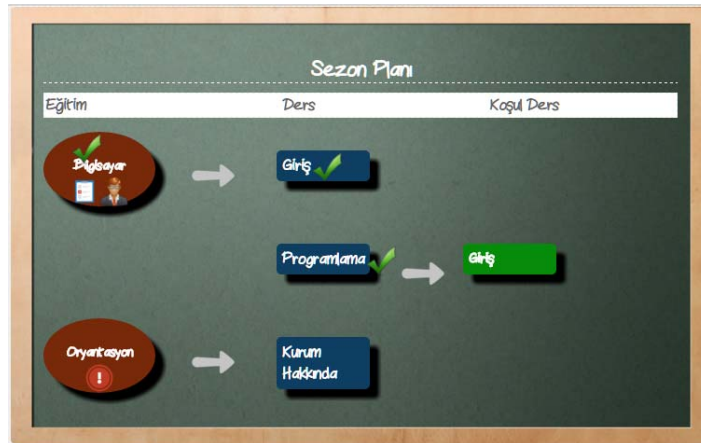 Sezon Planı
Eğitim Ders Koşul Ders
Bilgisayar
Giriş
Programlama
Giriş
Oryantasyon
Kurum
Hakkında